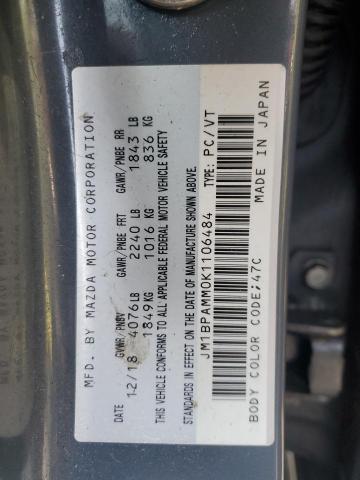 MFD. BY MAZDA MOTOR CORPORATION
DATE GVWR/PNBV GAWR/PNBE FRT GAWR/PNBE RR
12/18 4076LB 2240 LB 1843 LB
1849KG 1016 KG 836 KG
THIS VEHICLE CONFORMS TO ALL APPLICABLE FEDERAL MOTOR VEHICLE SAFETY
STANDARDS IN EFFECT ON THE DATE OF MANUFACTURE SHOWN ABOVE.
JM1BPAMM0K1106484 TYPE: PC/VT
BODY COLOR CODE;47C MADE IN JAPAN